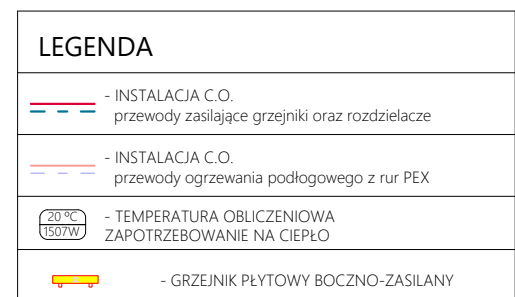 LEGENDA
- INSTALACJA C.O.
przewody zasilające grzejniki oraz rozdzielacze
- INSTALACJA C.O.
przewody ogrzewania podłogowego z rur PEX
20 ºC
1507W
- TEMPERATURA OBLICZENIOWA
ZAPOTRZEBOWANIE NA CIEPŁO
- GRZEJNIK PŁYTOWY BOCZNO-ZASILANY